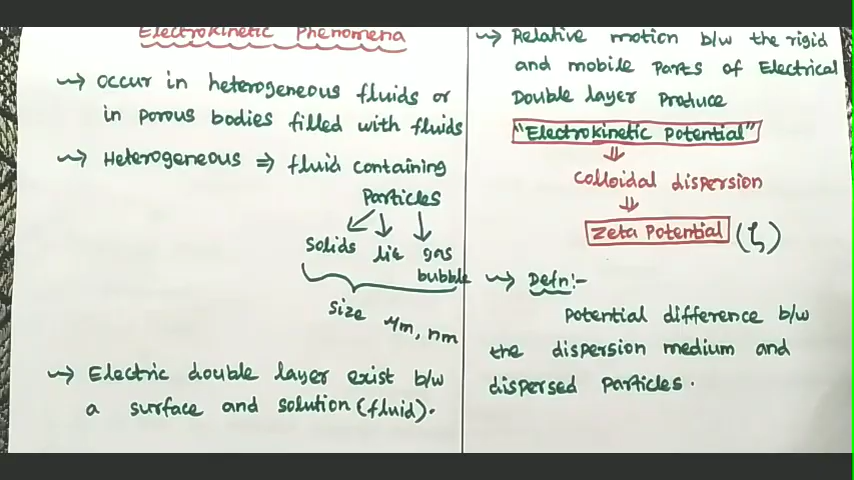 Electrokinetic Phenomena
occur in heterogeneous fluids or
in porous bodies filled with fluids
Heterogeneous ⇒ fluid containing
Particles
solids liq gas
bubble
size μm, nm
Electric double layer exist b/w
a surface and solution (fluid).
Relative motion b/w the rigid
and mobile parts of Electrical
Double layer Produce
"Electrokinetic Potential"
⇓
colloidal dispersion
⇓
Zeta Potential (ζ)
Defn:-
Potential difference b/w
the dispersion medium and
dispersed Particles.